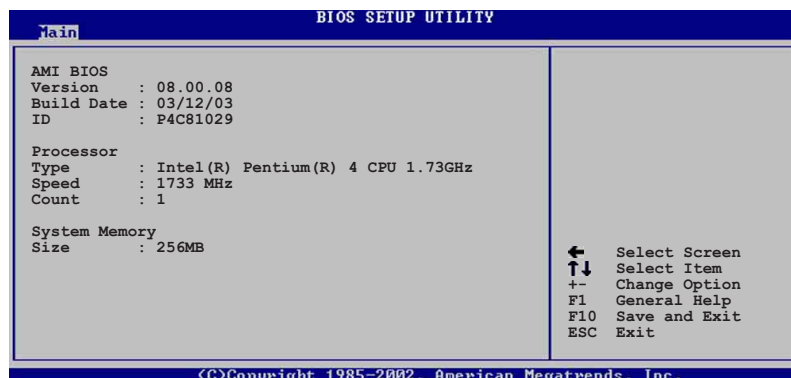 BIOS SETUP UTILITY
Main
AMI BIOS
Version : 08.00.08
Build Date : 03/12/03
ID : P4C81029
Processor
Type : Intel(R) Pentium(R) 4 CPU 1.73GHz
Speed : 1733 MHz
Count : 1
System Memory
Size : 256MB
← Select Screen
↑↓ Select Item
+- Change Option
F1 General Help
F10 Save and Exit
ESC Exit
(C)Copyright 1985-2002, American Megatrends, Inc.